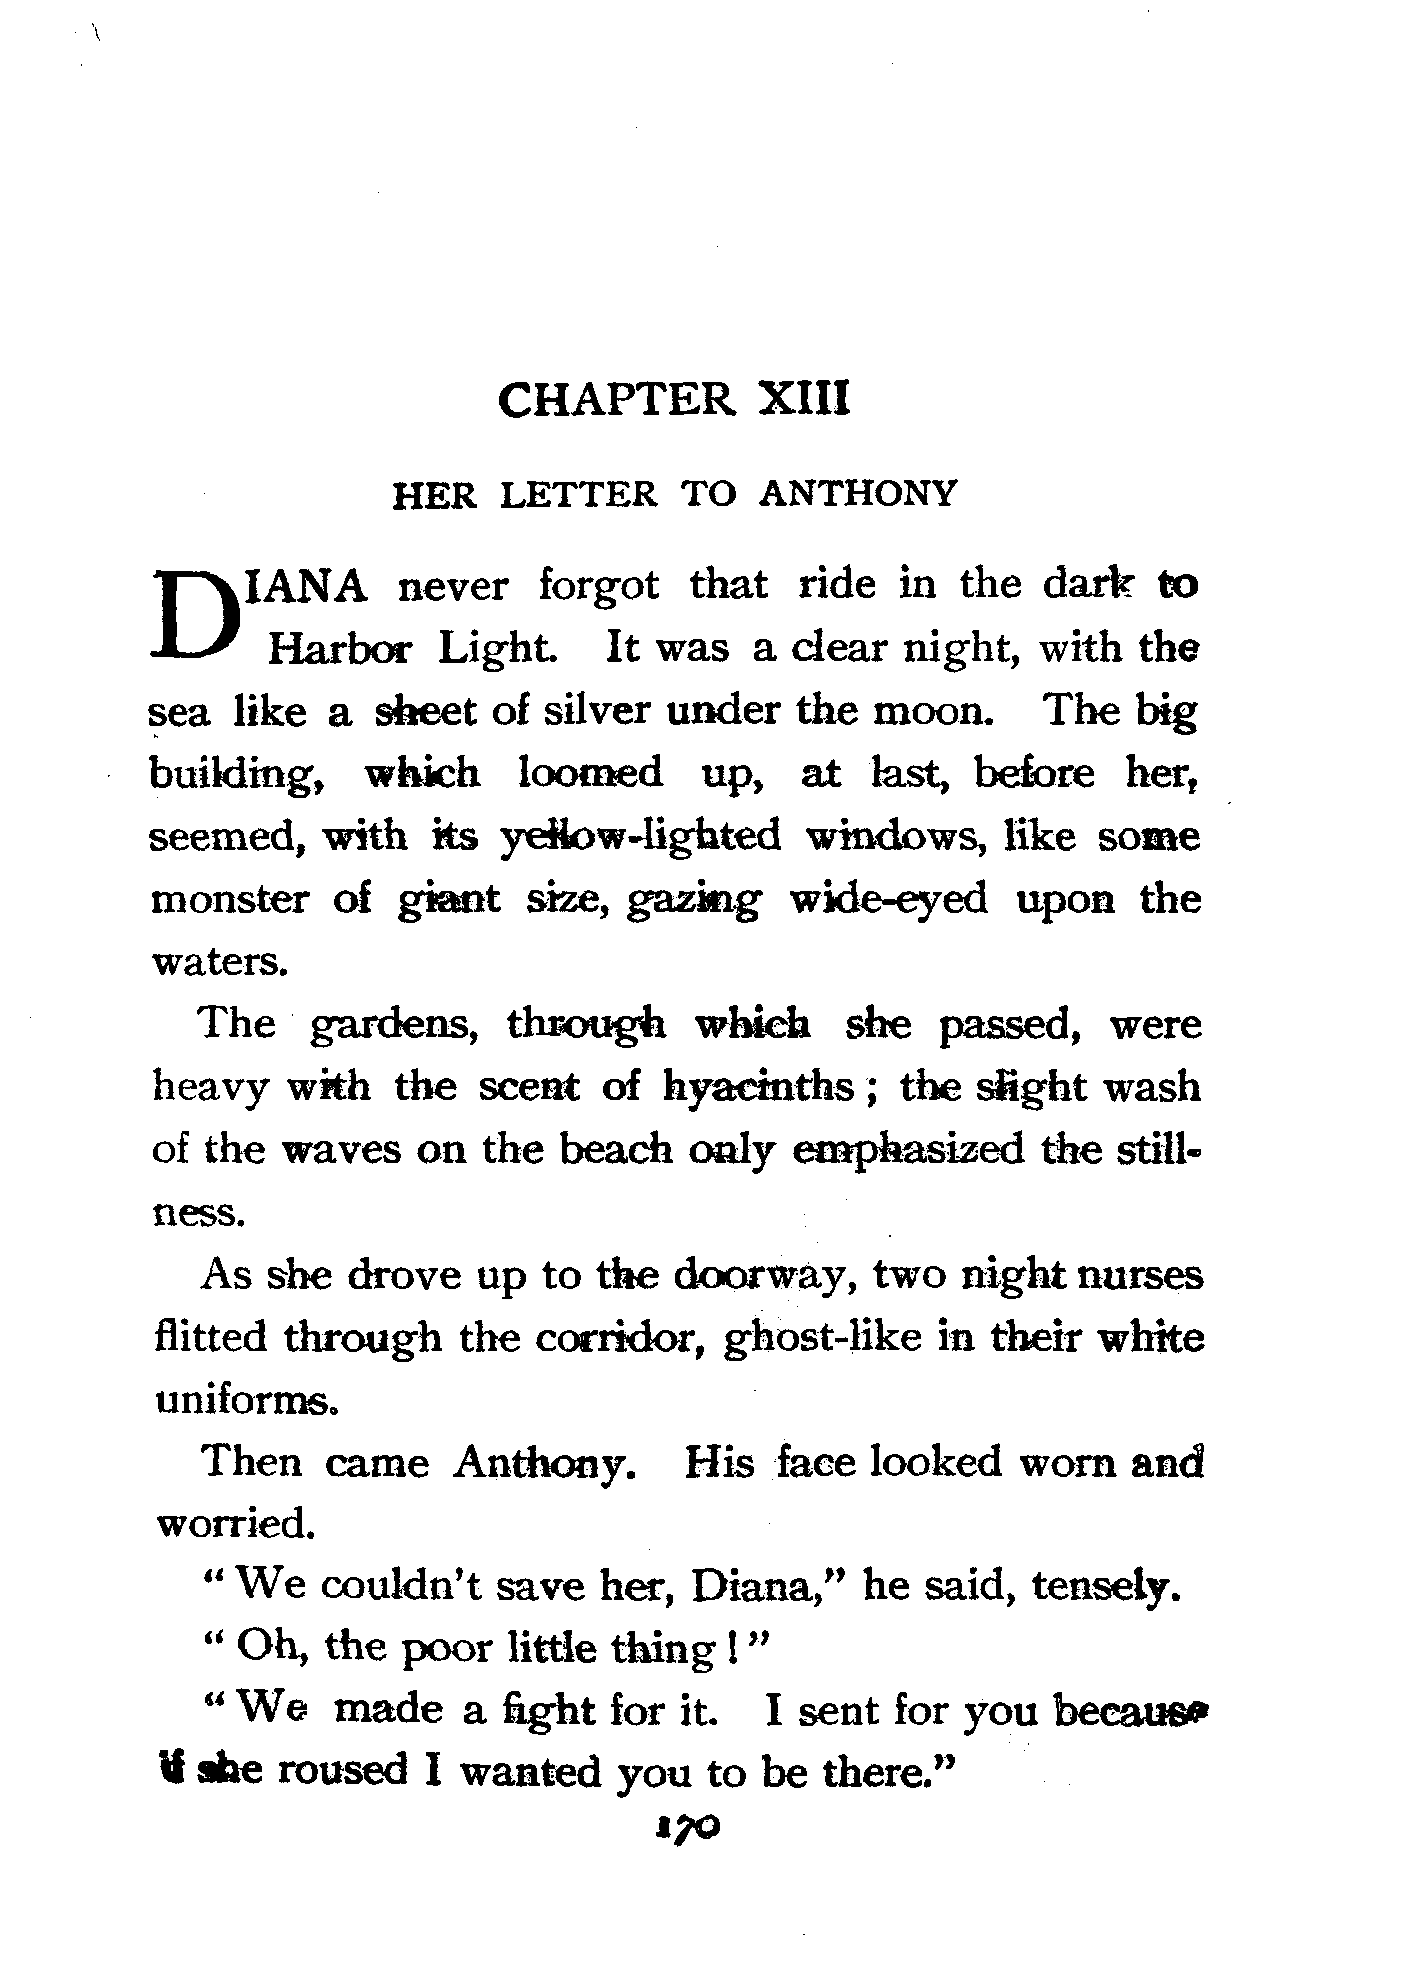 CHAPTER XIII
HER LETTER TO ANTHONY
DIANA never forgot that ride in the dark to
Harbor Light. It was a clear night, with the
sea like a sheet of silver under the moon. The big
building, which loomed up, at last, before her,
seemed, with its yellow-lighted windows, like some
monster of giant size, gazing wide-eyed upon the
waters.
The gardens, through which she passed, were
heavy with the scent of hyacinths ; the slight wash
of the waves on the beach only emphasized the still-
ness.
As she drove up to the doorway, two night nurses
flitted through the corridor, ghost-like in their white
uniforms.
Then came Anthony. His face looked worn and
worried.
" We couldn't save her, Diana," he said, tensely.
" Oh, the poor little thing ! "
" We made a fight for it. I sent for you because
if she roused I wanted you to be there."
170